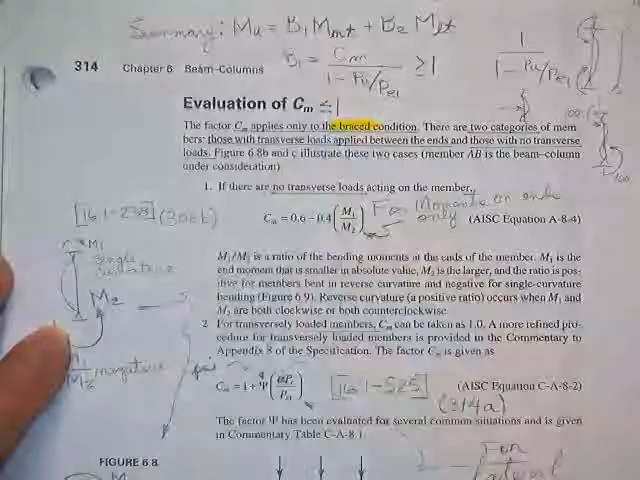 Summary: Mu = B1 Mnt + B2 Mlt
B1 = Cm / (1 - Pu/Pe1) ≥ 1
1 / (1 - Pu/Pe1)
314 Chapter 6 Beam-Columns
Evaluation of Cm ≤ 1
The factor Cm applies only to the braced condition. There are two categories of mem-
bers: those with transverse loads applied between the ends and those with no transverse
loads. Figure 6.8b and c illustrate these two cases (member AB is the beam-column
under consideration)
1. If there are no transverse loads acting on the member,
[16.1-238] (306b)
For Moments on ends
only
Cm = 0.6 - 0.4 (M1/M2) (AISC Equation A-8-4)
M1/M2 is a ratio of the bending moments at the ends of the member. M1 is the
end moment that is smaller in absolute value, M2 is the larger, and the ratio is pos-
itive for members bent in reverse curvature and negative for single-curvature
bending (Figure 6.9). Reverse curvature (a positive ratio) occurs when M1 and
M2 are both clockwise or both counterclockwise.
M1
single
curvature
M2
M1/M2 negative
2 For transversely loaded members, Cm can be taken as 1.0. A more refined pro-
cedure for transversely loaded members is provided in the Commentary to
Appendix 8 of the Specification. The factor Cm is given as
Cm = 1 + Ψ (αPr/Pe1) [16.1-525] (AISC Equation C-A-8-2)
(314a)
The factor Ψ has been evaluated for several common situations and is given
in Commentary Table C-A-8.1.
For
lateral
FIGURE 6.8